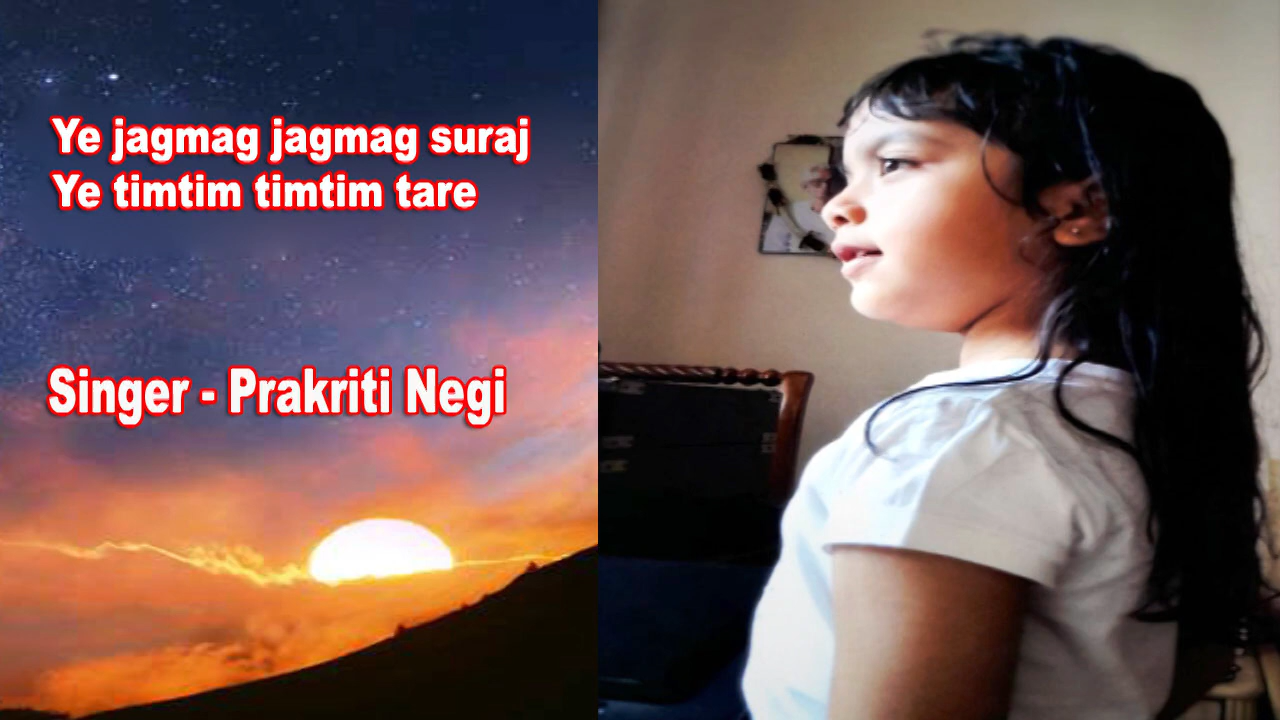 Ye jagmag jagmag suraj
Ye timtim timtim tare
Singer - Prakriti Negi